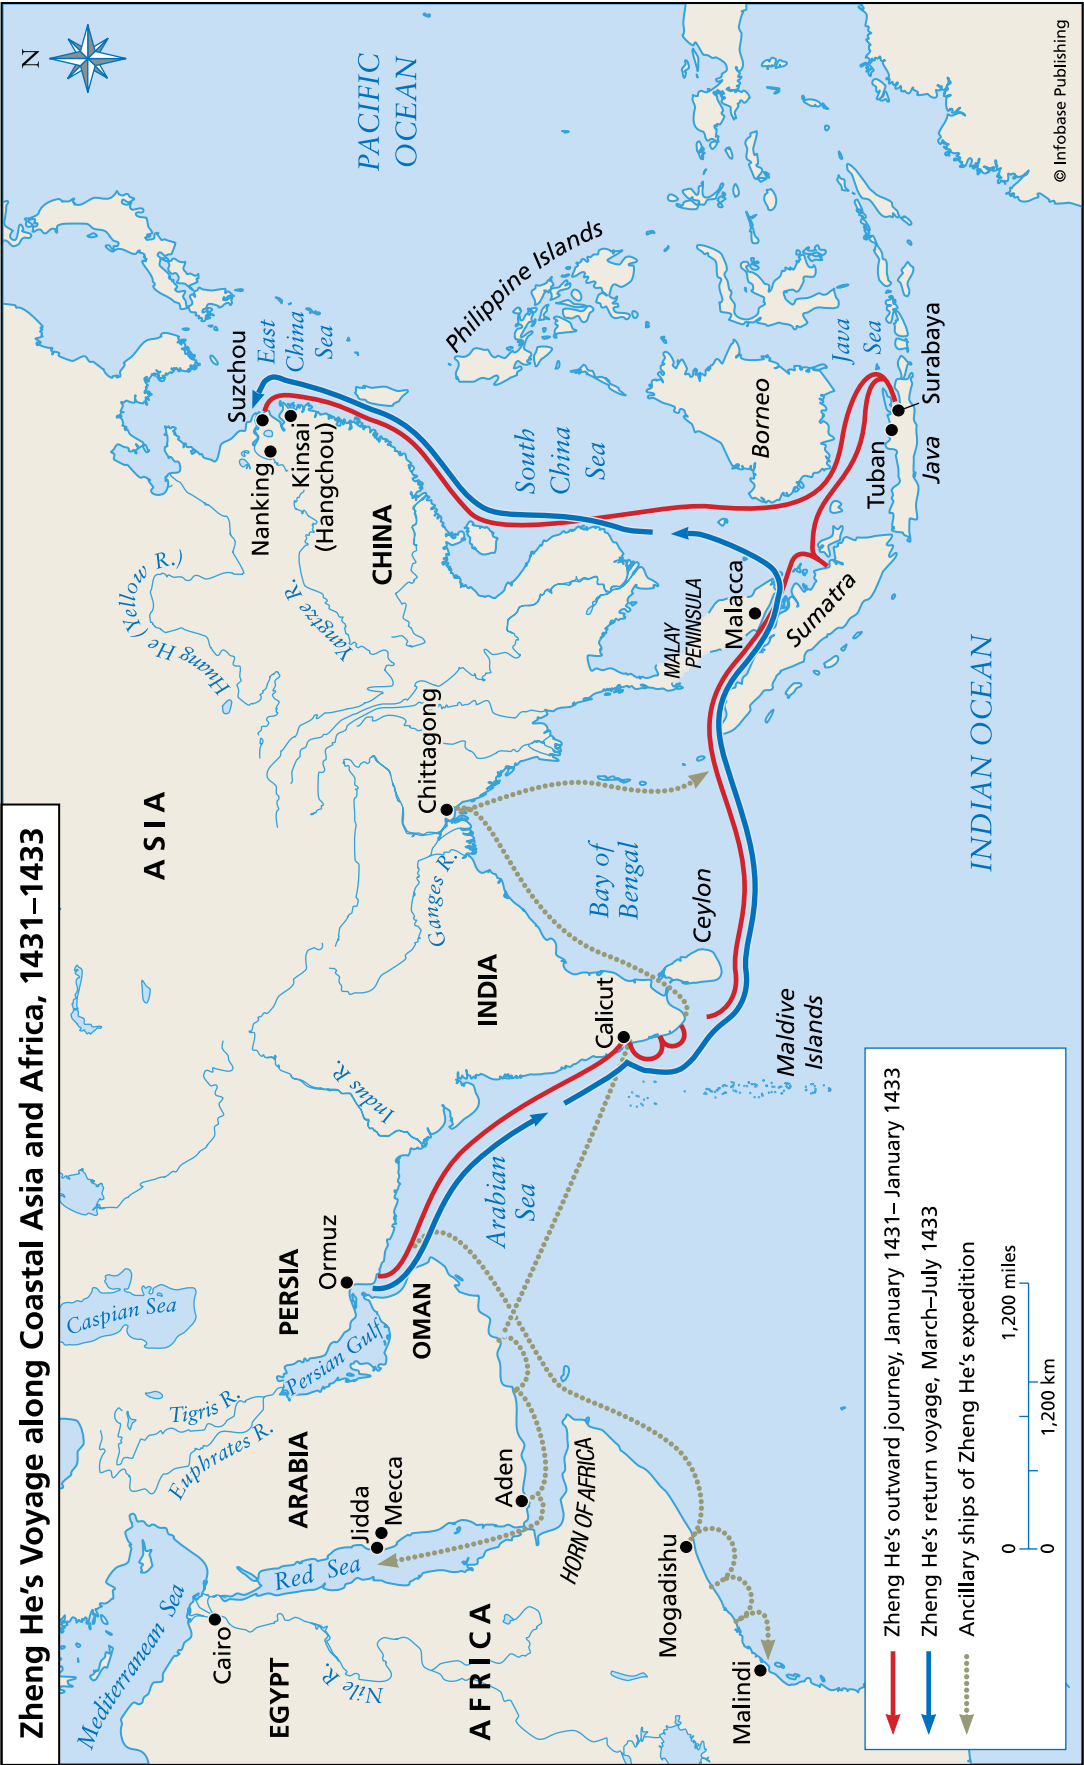 Zheng He's Voyage along Coastal Asia and Africa, 1431–1433
N
ASIA
PACIFIC
OCEAN
Caspian Sea
Mediterranean Sea
Cairo
EGYPT
Nile R.
AFRICA
Tigris R.
Euphrates R.
PERSIA
Ormuz
Persian Gulf
ARABIA
OMAN
Jidda
Mecca
Red Sea
Aden
HORN OF AFRICA
Mogadishu
Malindi
Arabian
Sea
Indus R.
INDIA
Ganges R.
Calicut
Chittagong
Bay of
Bengal
Ceylon
Maldive
Islands
Huang He (Yellow R.)
Yangtze R.
CHINA
Nanking
Suzchou
Kinsai
(Hangchou)
East
China
Sea
South
China
Sea
Philippine Islands
MALAY
PENINSULA
Malacca
Sumatra
Borneo
Java
Sea
Tuban
Surabaya
Java
INDIAN OCEAN
Zheng He's outward journey, January 1431– January 1433
Zheng He's return voyage, March–July 1433
Ancillary ships of Zheng He's expedition
0 1,200 miles
0 1,200 km
© Infobase Publishing